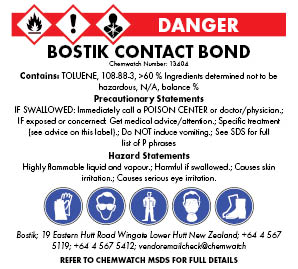 DANGER
BOSTIK CONTACT BOND
Chemwatch Number: 13404
Contains: TOLUENE, 108-88-3, >60 % Ingredients determined not to
hazardous, N/A, balance %
Precautionary Statements
IF SWALLOWED: Immediately call a POISON CENTER or doctor/physician.;
IF exposed or concerned: Get medical advice/attention.; Specific treatment
(see advice on this label).; Do NOT induce vomiting.; See SDS for full
list of P phrases
Hazard Statements
Highly flammable liquid and vapour.; Harmful if swallowed.; Causes skin
irritation.; Causes serious eye irritation.
Bostik; 19 Eastern Hutt Road Wingate Lower Hutt New Zealand; +64 4 567
5119; +64 4 567 5412; vendoremailcheck@chemwatch
REFER TO CHEMWATCH MSDS FOR FULL DETAILS